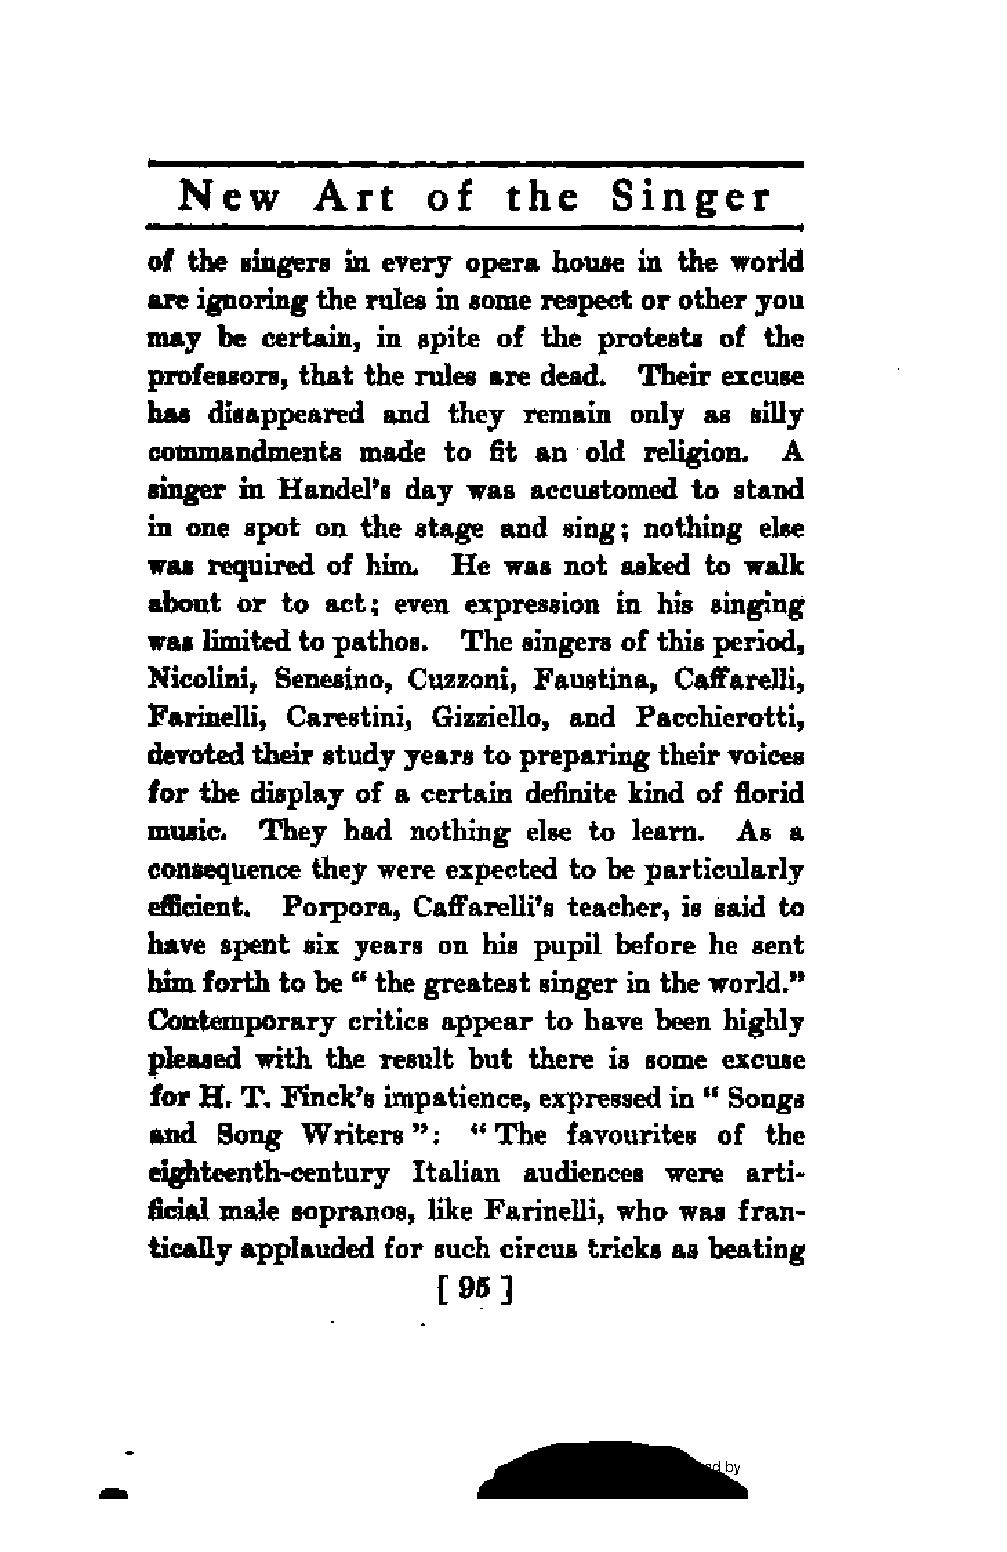 New Art of the Singer
of the singers in every opera house in the world
are ignoring the rules in some respect or other you
may be certain, in spite of the protests of the
professors, that the rules are dead. Their excuse
has disappeared and they remain only as silly
commandments made to fit an old religion. A
singer in Handel's day was accustomed to stand
in one spot on the stage and sing; nothing else
was required of him. He was not asked to walk
about or to act; even expression in his singing
was limited to pathos. The singers of this period,
Nicolini, Senesino, Cuzzoni, Faustina, Caffarelli,
Farinelli, Carestini, Gizziello, and Pacchierotti,
devoted their study years to preparing their voices
for the display of a certain definite kind of florid
music. They had nothing else to learn. As a
consequence they were expected to be particularly
efficient. Porpora, Caffarelli's teacher, is said to
have spent six years on his pupil before he sent
him forth to be " the greatest singer in the world."
Contemporary critics appear to have been highly
pleased with the result but there is some excuse
for H. T. Finck's impatience, expressed in " Songs
and Song Writers ": " The favourites of the
eighteenth-century Italian audiences were arti-
ficial male sopranos, like Farinelli, who was fran-
tically applauded for such circus tricks as beating
[ 95 ]
by